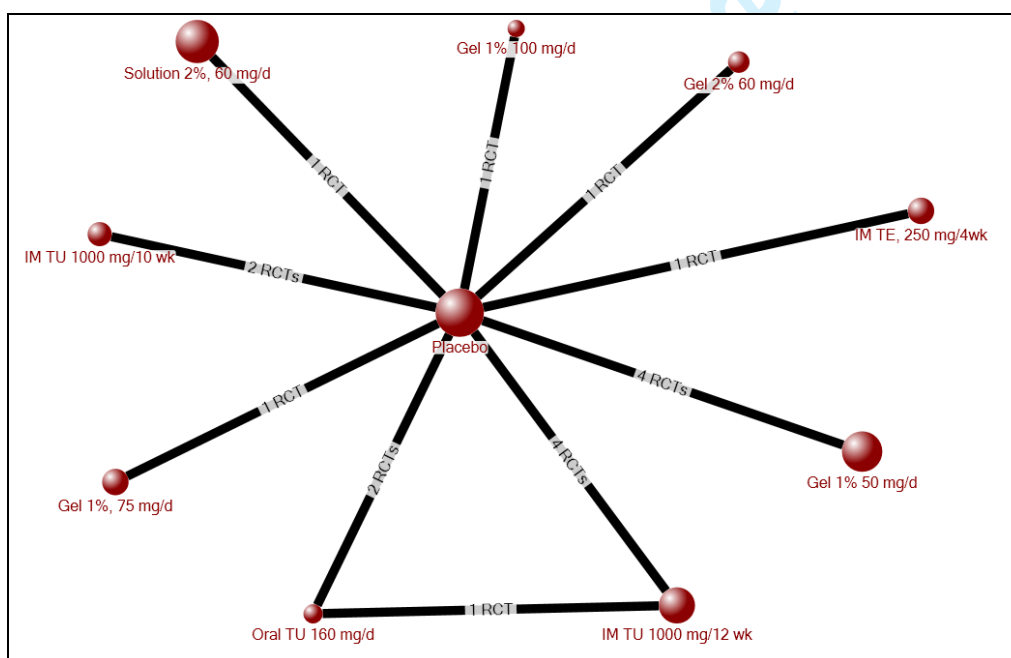 Gel 1% 100 mg/d
Solution 2%, 60 mg/d
Gel 2% 60 mg/d
1 RCT
1 RCT
1 RCT
IM TE, 250 mg/4wk
IM TU 1000 mg/10 wk
2 RCTs
1 RCT
Placebo
4 RCTs
1 RCT
2 RCTs
4 RCTs
Gel 1% 50 mg/d
Gel 1%, 75 mg/d
1 RCT
Oral TU 160 mg/d
IM TU 1000 mg/12 wk